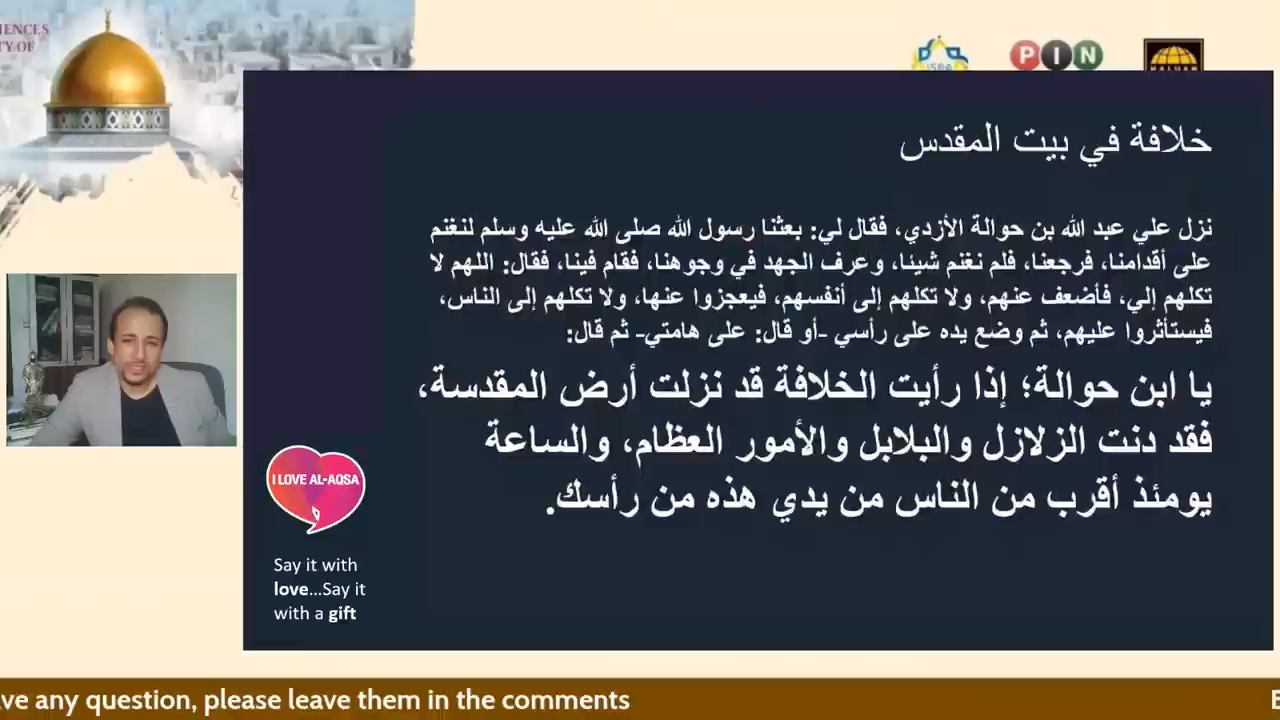 IENCES
TY OF
ISRA
PIN
خلافة في بيت المقدس
نزل علي عبد الله بن حوالة الأزدي، فقال لي: بعثنا رسول الله صلى الله عليه وسلم لنغنم
على أقدامنا، فرجعنا، فلم نغنم شيئا، وعرف الجهد في وجوهنا، فقام فينا، فقال: اللهم لا
تكلهم إلي، فأضعف عنهم، ولا تكلهم إلى أنفسهم، فيعجزوا عنها، ولا تكلهم إلى الناس،
فيستأثروا عليهم، ثم وضع يده على رأسي -أو قال: على هامتي- ثم قال:
يا ابن حوالة؛ إذا رأيت الخلافة قد نزلت أرض المقدسة،
فقد دنت الزلازل والبلابل والأمور العظام، والساعة
يومئذ أقرب من الناس من يدي هذه من رأسك.
I LOVE AL-AQSA
Say it with
love...Say it
with a gift
ve any question, please leave them in the comments